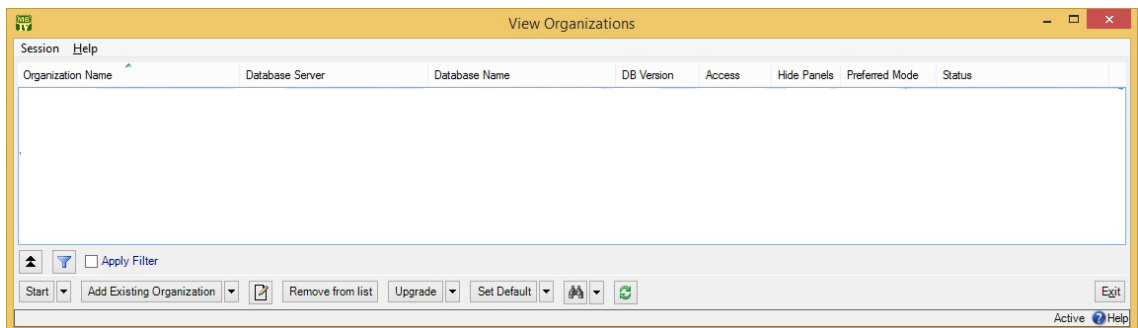 MB
View Organizations
Session Help
Organization Name Database Server Database Name DB Version Access Hide Panels Preferred Mode Status
Apply Filter
Start Add Existing Organization Remove from list Upgrade Set Default Exit
Active Help